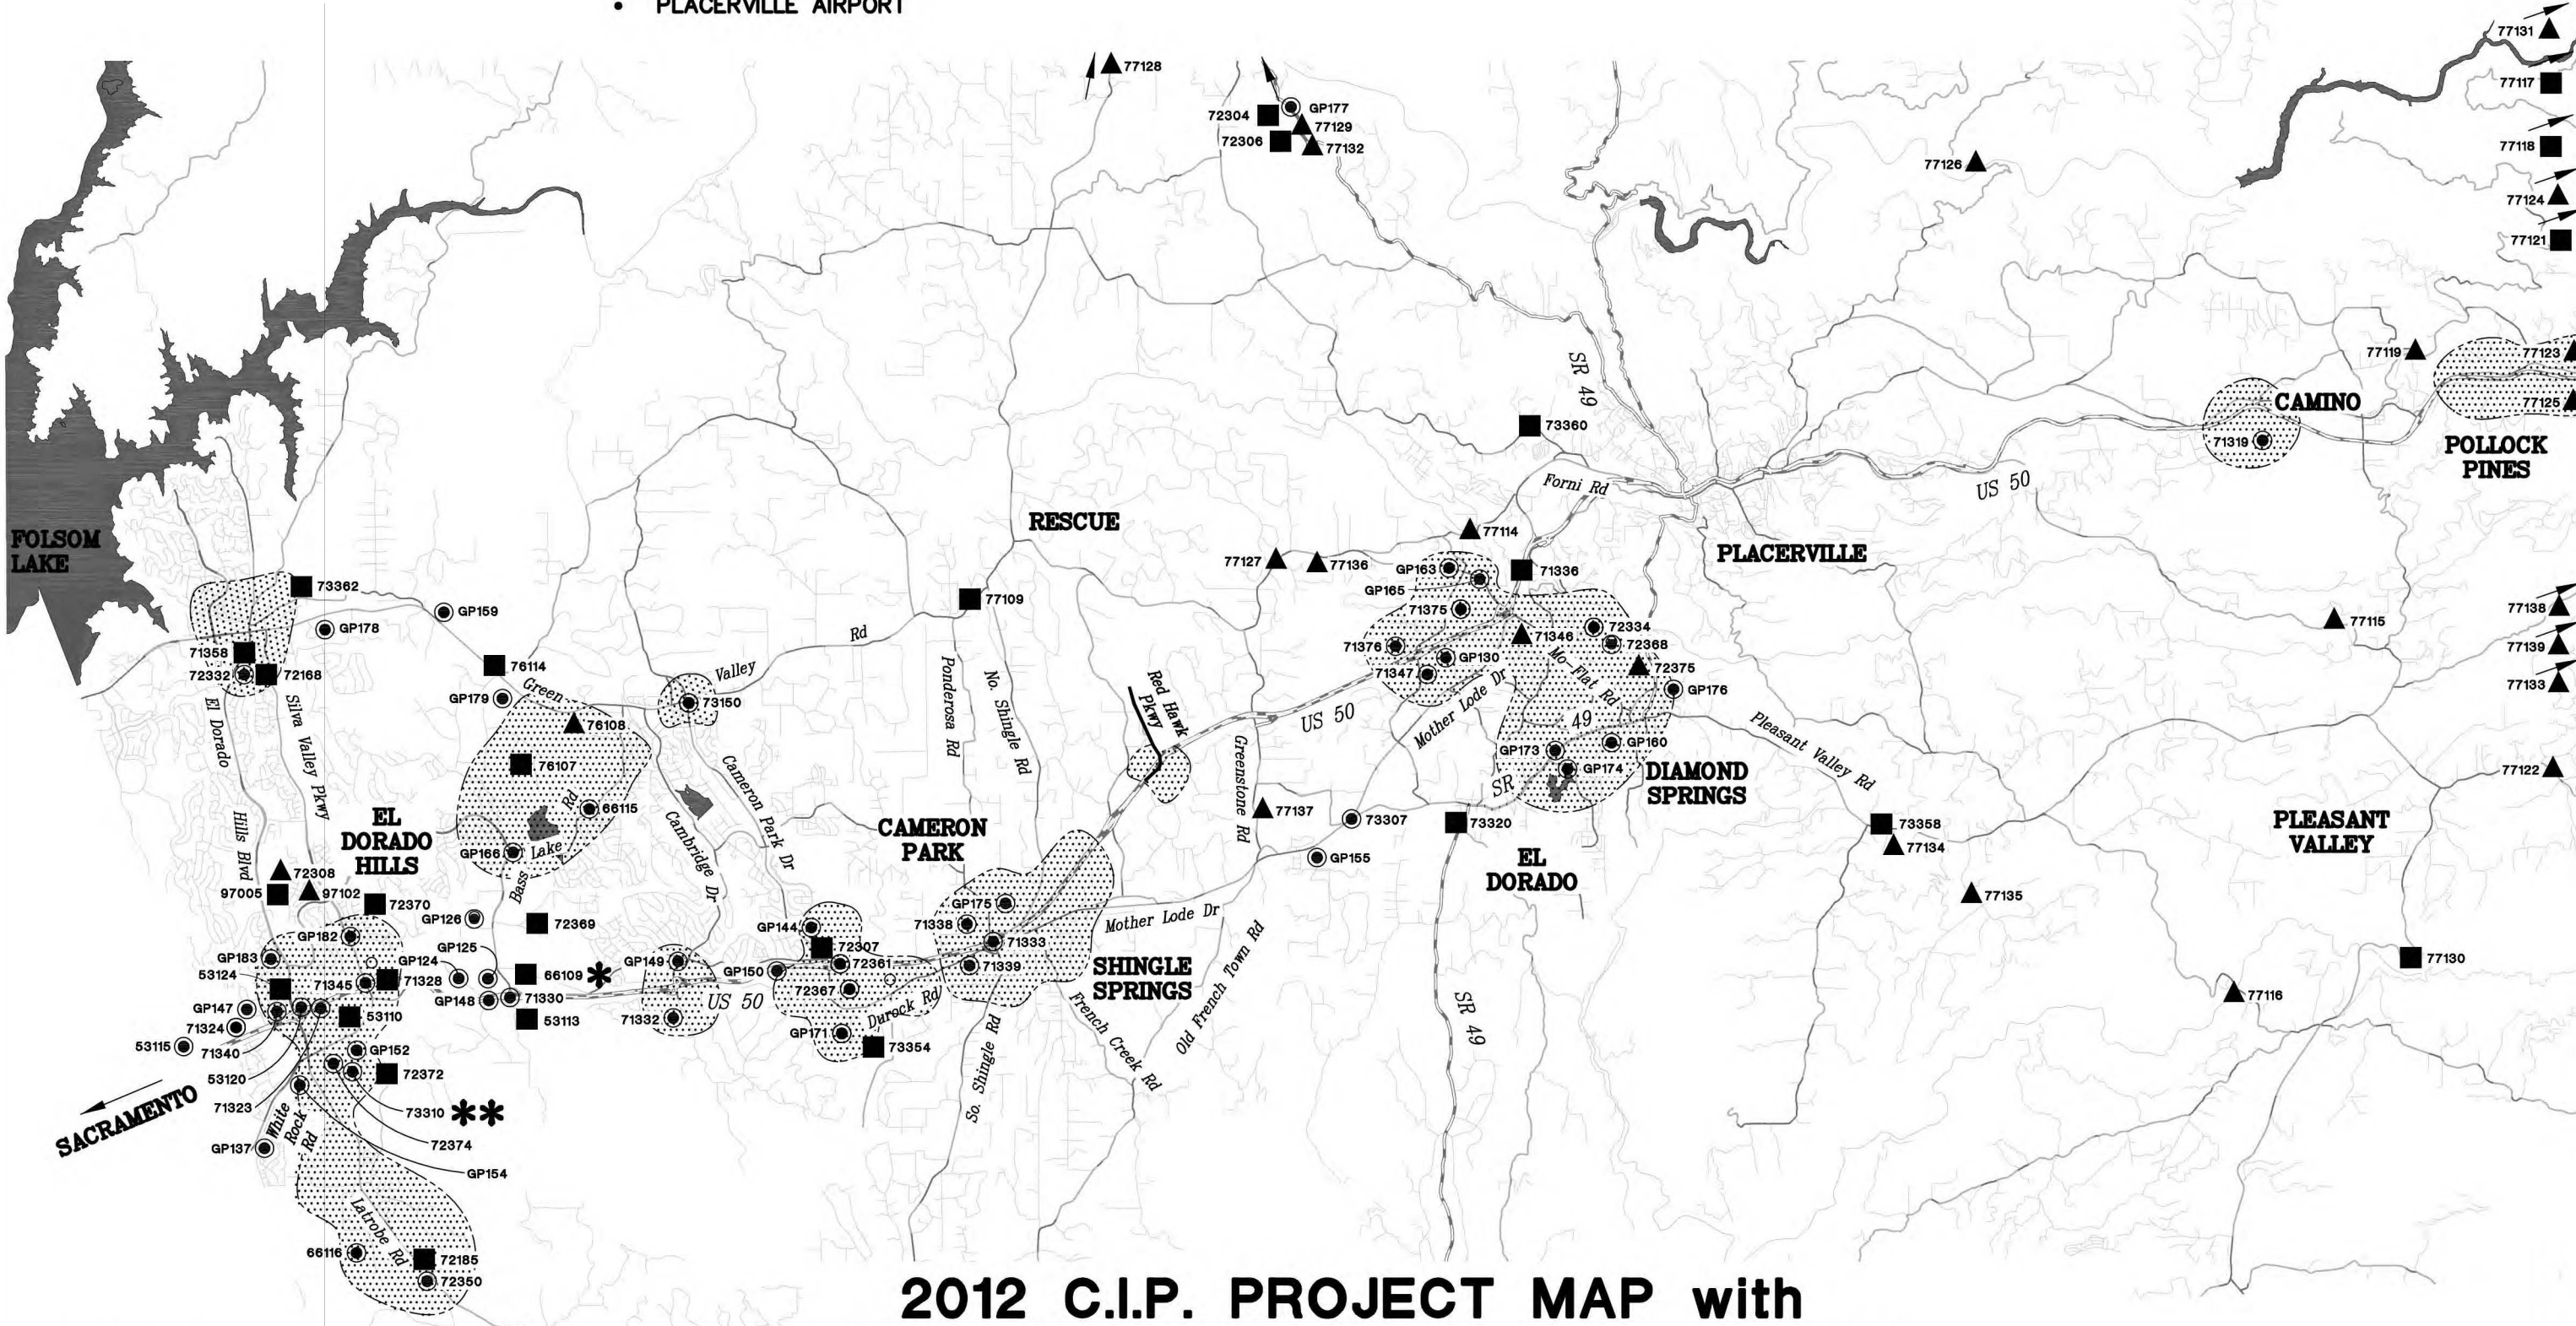 • PLACERVILLE AIRPORT
77131
77128
77117
GP177
72304
77129
72306
77132
77118
77126
77124
77121
SR 49
77119
77123
CAMINO
77125
73360
71319
POLLOCK
PINES
Forni Rd
US 50
RESCUE
77114
FOLSOM
LAKE
PLACERVILLE
77127
77136
GP163
71336
73362
GP165
77109
GP159
71375
77138
77115
GP178
72334
Rd
71376
71346
72368
77139
71358
76114
GP130
72375
72332
72168
Valley
71347
Mo-Flat Rd
77133
Green
GP179
73150
GP176
El Dorado
Hills Blvd
Silva Valley Pkwy
Ponderosa Rd
No. Shingle Rd
Red Hawk
Pkwy
US 50
Mother Lode Dr
49
76108
Pleasant Valley Rd
GP173
GP160
76107
GP174
DIAMOND
SPRINGS
77122
SR
Greenstone Rd
Cameron Park Dr
Cambridge Dr
66115
77137
73307
73320
73358
EL
DORADO
HILLS
CAMERON
PARK
PLEASANT
VALLEY
77134
GP166
Bass
Lake
Rd
GP155
EL
DORADO
72308
97005
97102
72370
77135
GP126
72369
GP175
Mother Lode Dr
GP144
71338
GP182
71333
GP125
72307
GP183
GP124
GP149
72361
77130
53124
71328
66109 *
GP150
71339
SHINGLE
SPRINGS
71345
72367
77116
GP147
GP148
71330
US 50
Durock Rd
71324
53110
53113
71332
French Creek Rd
Old French Town Rd
SR 49
GP171
53115
71340
GP152
73354
53120
72372
So. Shingle Rd
71323
73310 **
SACRAMENTO
White
Rock
Rd
72374
GP137
GP154
Latrobe Rd
66116
72185
72350
2012 C.I.P. PROJECT MAP with